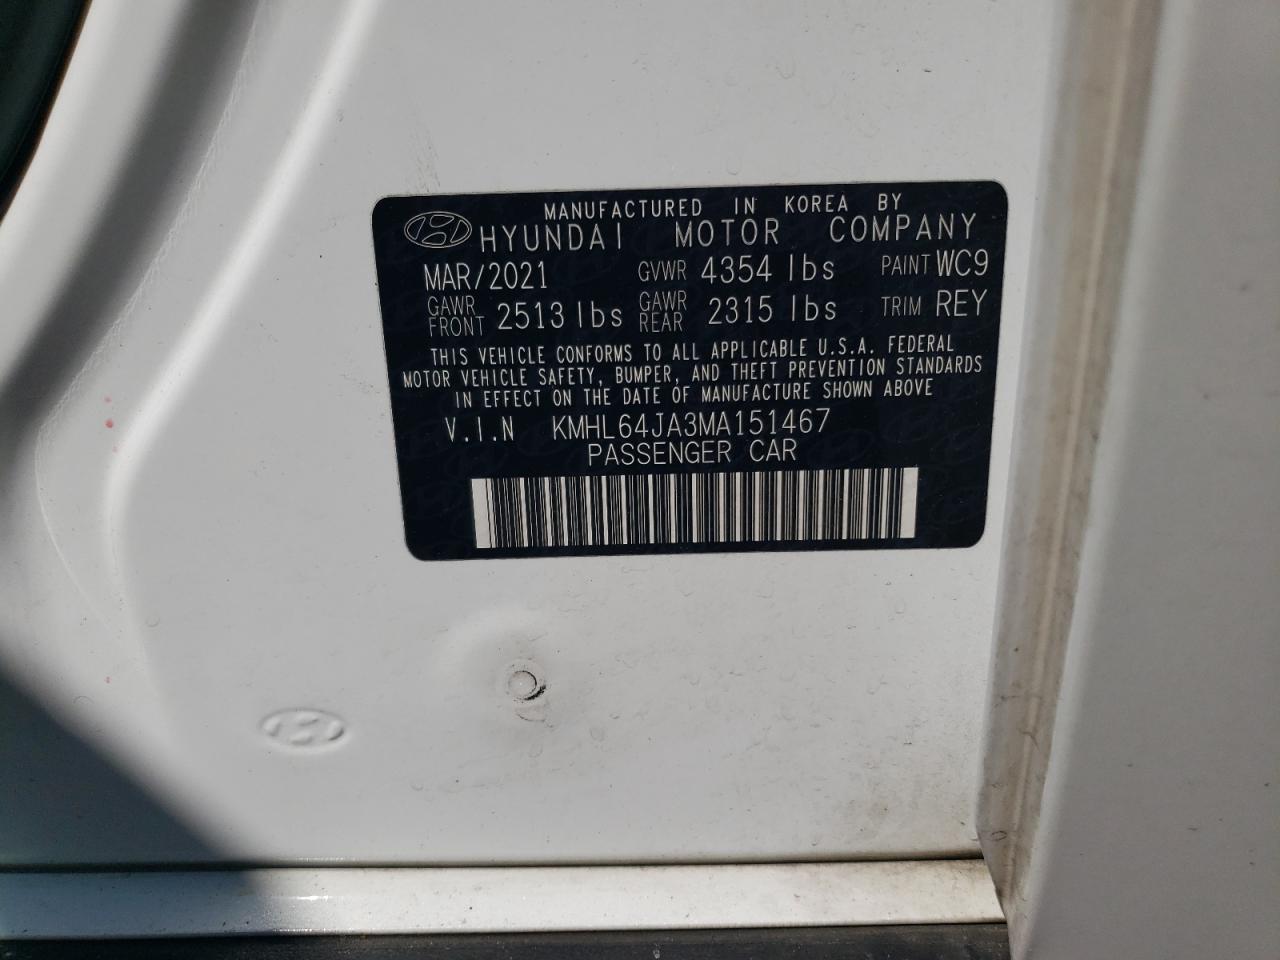 MANUFACTURED IN KOREA BY
HYUNDAI MOTOR COMPANY
MAR/2021 GVWR 4354 lbs PAINT WC9
GAWR FRONT 2513 lbs GAWR REAR 2315 lbs TRIM REY
THIS VEHICLE CONFORMS TO ALL APPLICABLE U.S.A. FEDERAL
MOTOR VEHICLE SAFETY, BUMPER, AND THEFT PREVENTION STANDARDS
IN EFFECT ON THE DATE OF MANUFACTURE SHOWN ABOVE
V.I.N KMHL64JA3MA151467
PASSENGER CAR